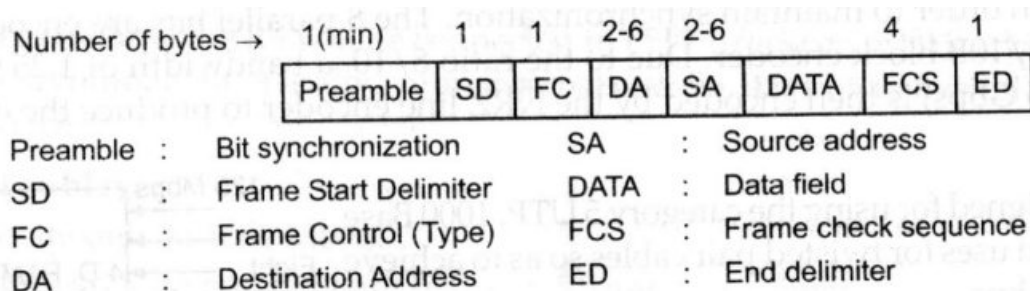 Number of bytes → 1(min) 1 1 2-6 2-6 4 1
Preamble SD FC DA SA DATA FCS ED
Preamble : Bit synchronization SA : Source address
SD : Frame Start Delimiter DATA : Data field
FC : Frame Control (Type) FCS : Frame check sequence
DA : Destination Address ED : End delimiter